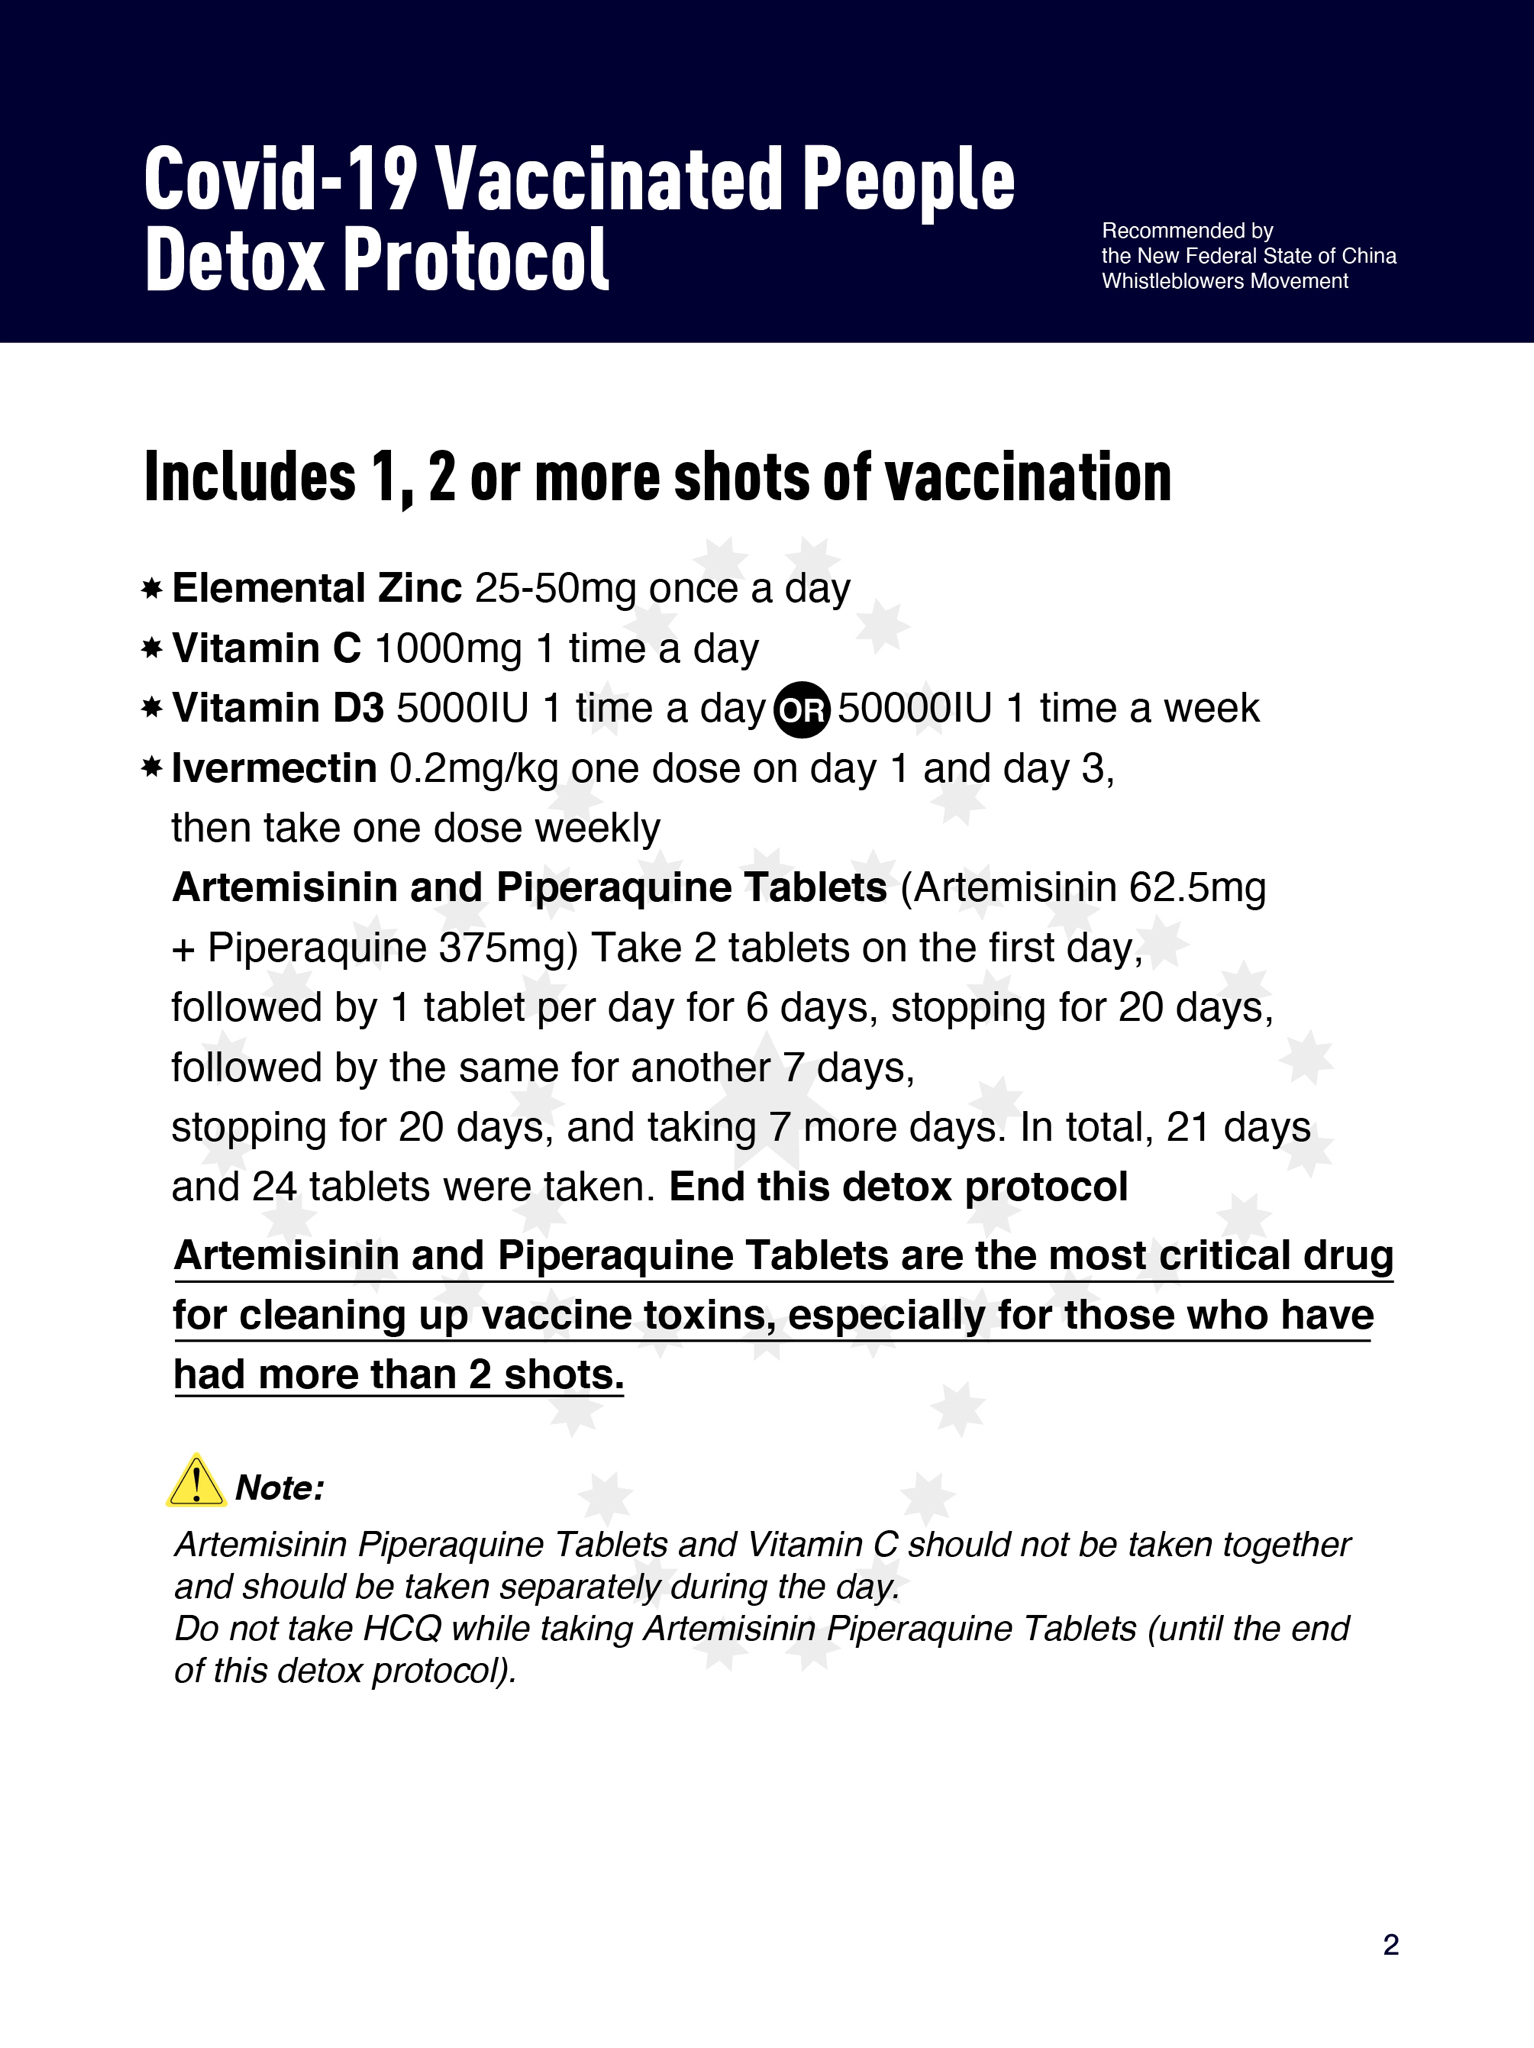 Covid-19 Vaccinated People
Detox Protocol
Recommended by
the New Federal State of China
Whistleblowers Movement
Includes 1, 2 or more shots of vaccination
Elemental Zinc 25-50mg once a day
Vitamin C 1000mg 1 time a day
Vitamin D3 5000IU 1 time a day OR 50000IU 1 time a week
Ivermectin 0.2mg/kg one dose on day 1 and day 3,
then take one dose weekly
Artemisinin and Piperaquine Tablets (Artemisinin 62.5mg
+ Piperaquine 375mg) Take 2 tablets on the first day,
followed by 1 tablet per day for 6 days, stopping for 20 days,
followed by the same for another 7 days,
stopping for 20 days, and taking 7 more days. In total, 21 days
and 24 tablets were taken. End this detox protocol
Artemisinin and Piperaquine Tablets are the most critical drug
for cleaning up vaccine toxins, especially for those who have
had more than 2 shots.
Note:
Artemisinin Piperaquine Tablets and Vitamin C should not be taken together
and should be taken separately during the day.
Do not take HCQ while taking Artemisinin Piperaquine Tablets (until the end
of this detox protocol).
2